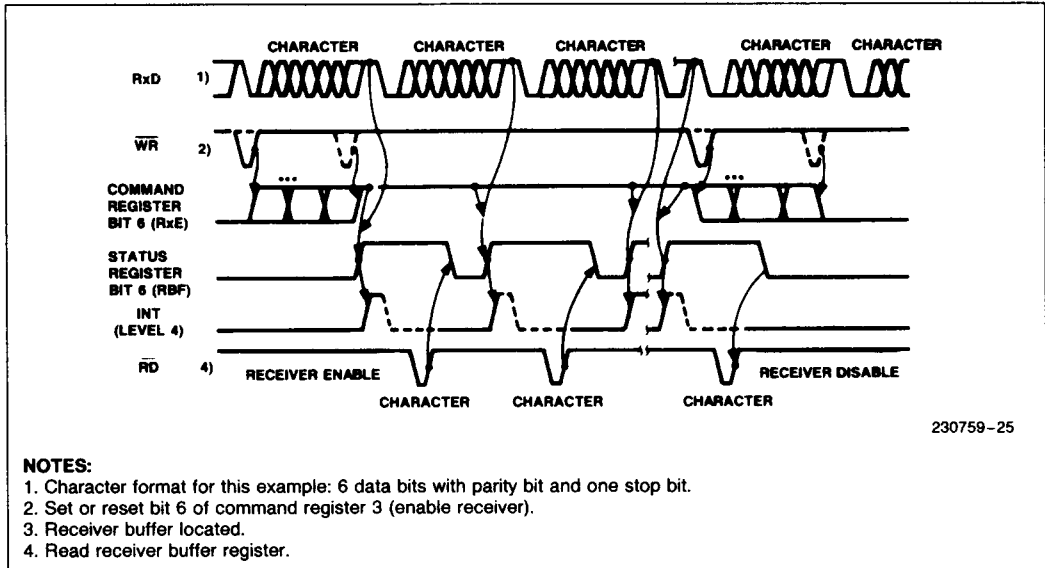 CHARACTER CHARACTER CHARACTER CHARACTER CHARACTER
RxD 1)
WR 2)
... ...
COMMAND
REGISTER
BIT 6 (RxE)
STATUS
REGISTER
BIT 6 (RBF)
INT
(LEVEL 4)
RD 4) RECEIVER ENABLE RECEIVER DISABLE
CHARACTER CHARACTER CHARACTER
230759-25
NOTES:
1. Character format for this example: 6 data bits with parity bit and one stop bit.
2. Set or reset bit 6 of command register 3 (enable receiver).
3. Receiver buffer located.
4. Read receiver buffer register.